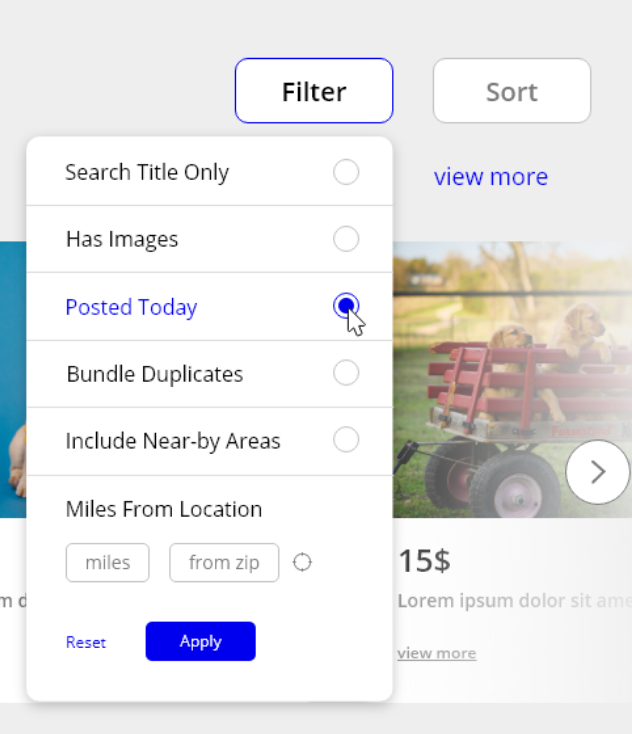 Filter
Sort
Search Title Only
view more
Has Images
Posted Today
Bundle Duplicates
Include Near-by Areas
Miles From Location
miles
from zip
15$
Lorem ipsum dolor sit ame
m d
Reset
Apply
view more